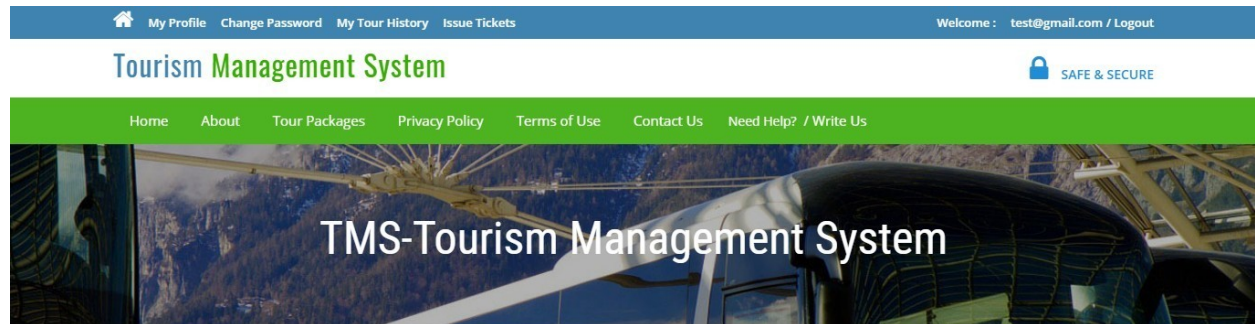 My Profile Change Password My Tour History Issue Tickets Welcome : test@gmail.com / Logout
Tourism Management System SAFE & SECURE
Home About Tour Packages Privacy Policy Terms of Use Contact Us Need Help? / Write Us
TMS-Tourism Management System